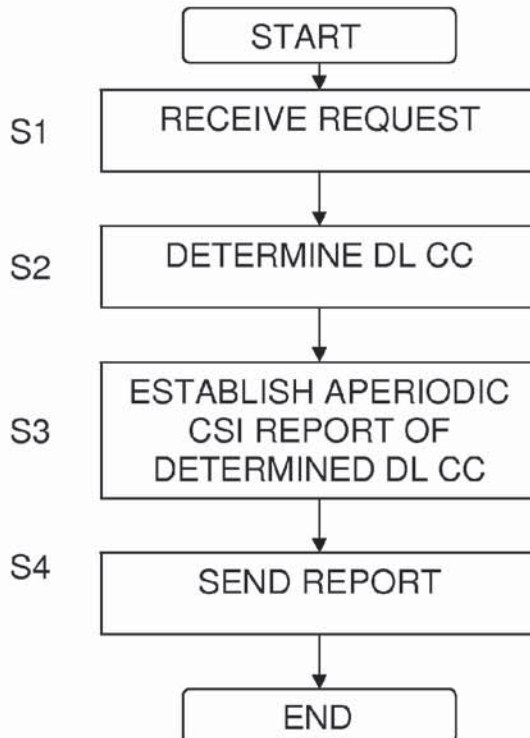 START
S1
RECEIVE REQUEST
S2
DETERMINE DL CC
S3
ESTABLISH APERIODIC
CSI REPORT OF
DETERMINED DL CC
S4
SEND REPORT
END